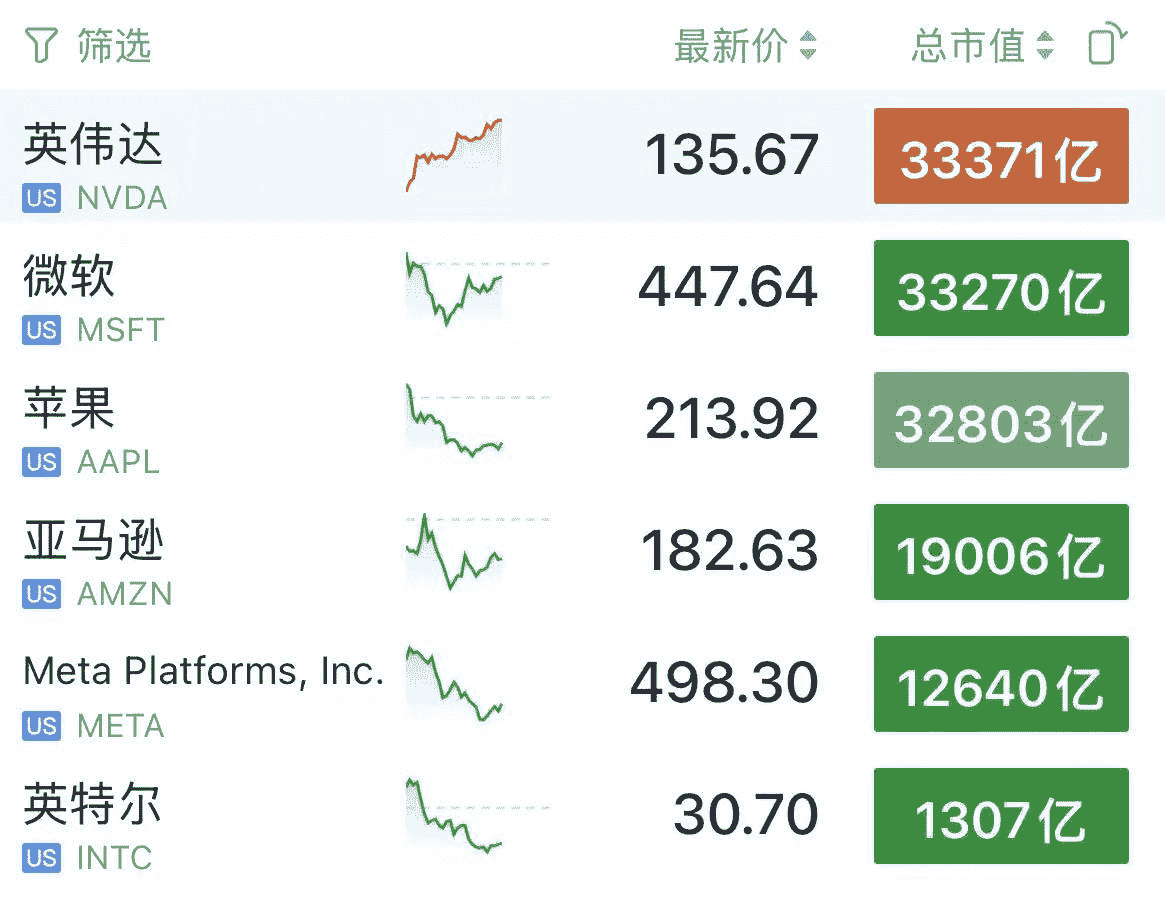 筛选 最新价 总市值
英伟达 135.67 33371亿
US NVDA
微软 447.64 33270亿
US MSFT
苹果 213.92 32803亿
US AAPL
亚马逊 182.63 19006亿
US AMZN
Meta Platforms, Inc. 498.30 12640亿
US META
英特尔 30.70 1307亿
US INTC